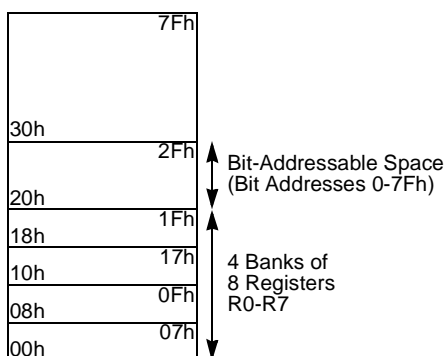 7Fh
30h
2Fh
Bit-Addressable Space
(Bit Addresses 0-7Fh)
20h
1Fh
18h
17h
10h
4 Banks of
8 Registers
R0-R7
0Fh
08h
07h
00h